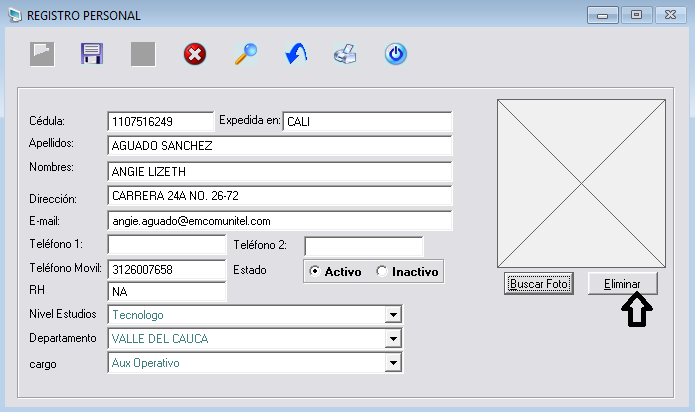 REGISTRO PERSONAL
Cédula: 1107516249 Expedida en: CALI
Apellidos: AGUADO SANCHEZ
Nombres: ANGIE LIZETH
Dirección: CARRERA 24A NO. 26-72
E-mail: angie.aguado@emcomunitel.com
Teléfono 1: Teléfono 2:
Teléfono Movil: 3126007658 Estado Activo Inactivo
RH NA
Nivel Estudios Tecnologo
Departamento VALLE DEL CAUCA
cargo Aux Operativo
Buscar Foto Eliminar